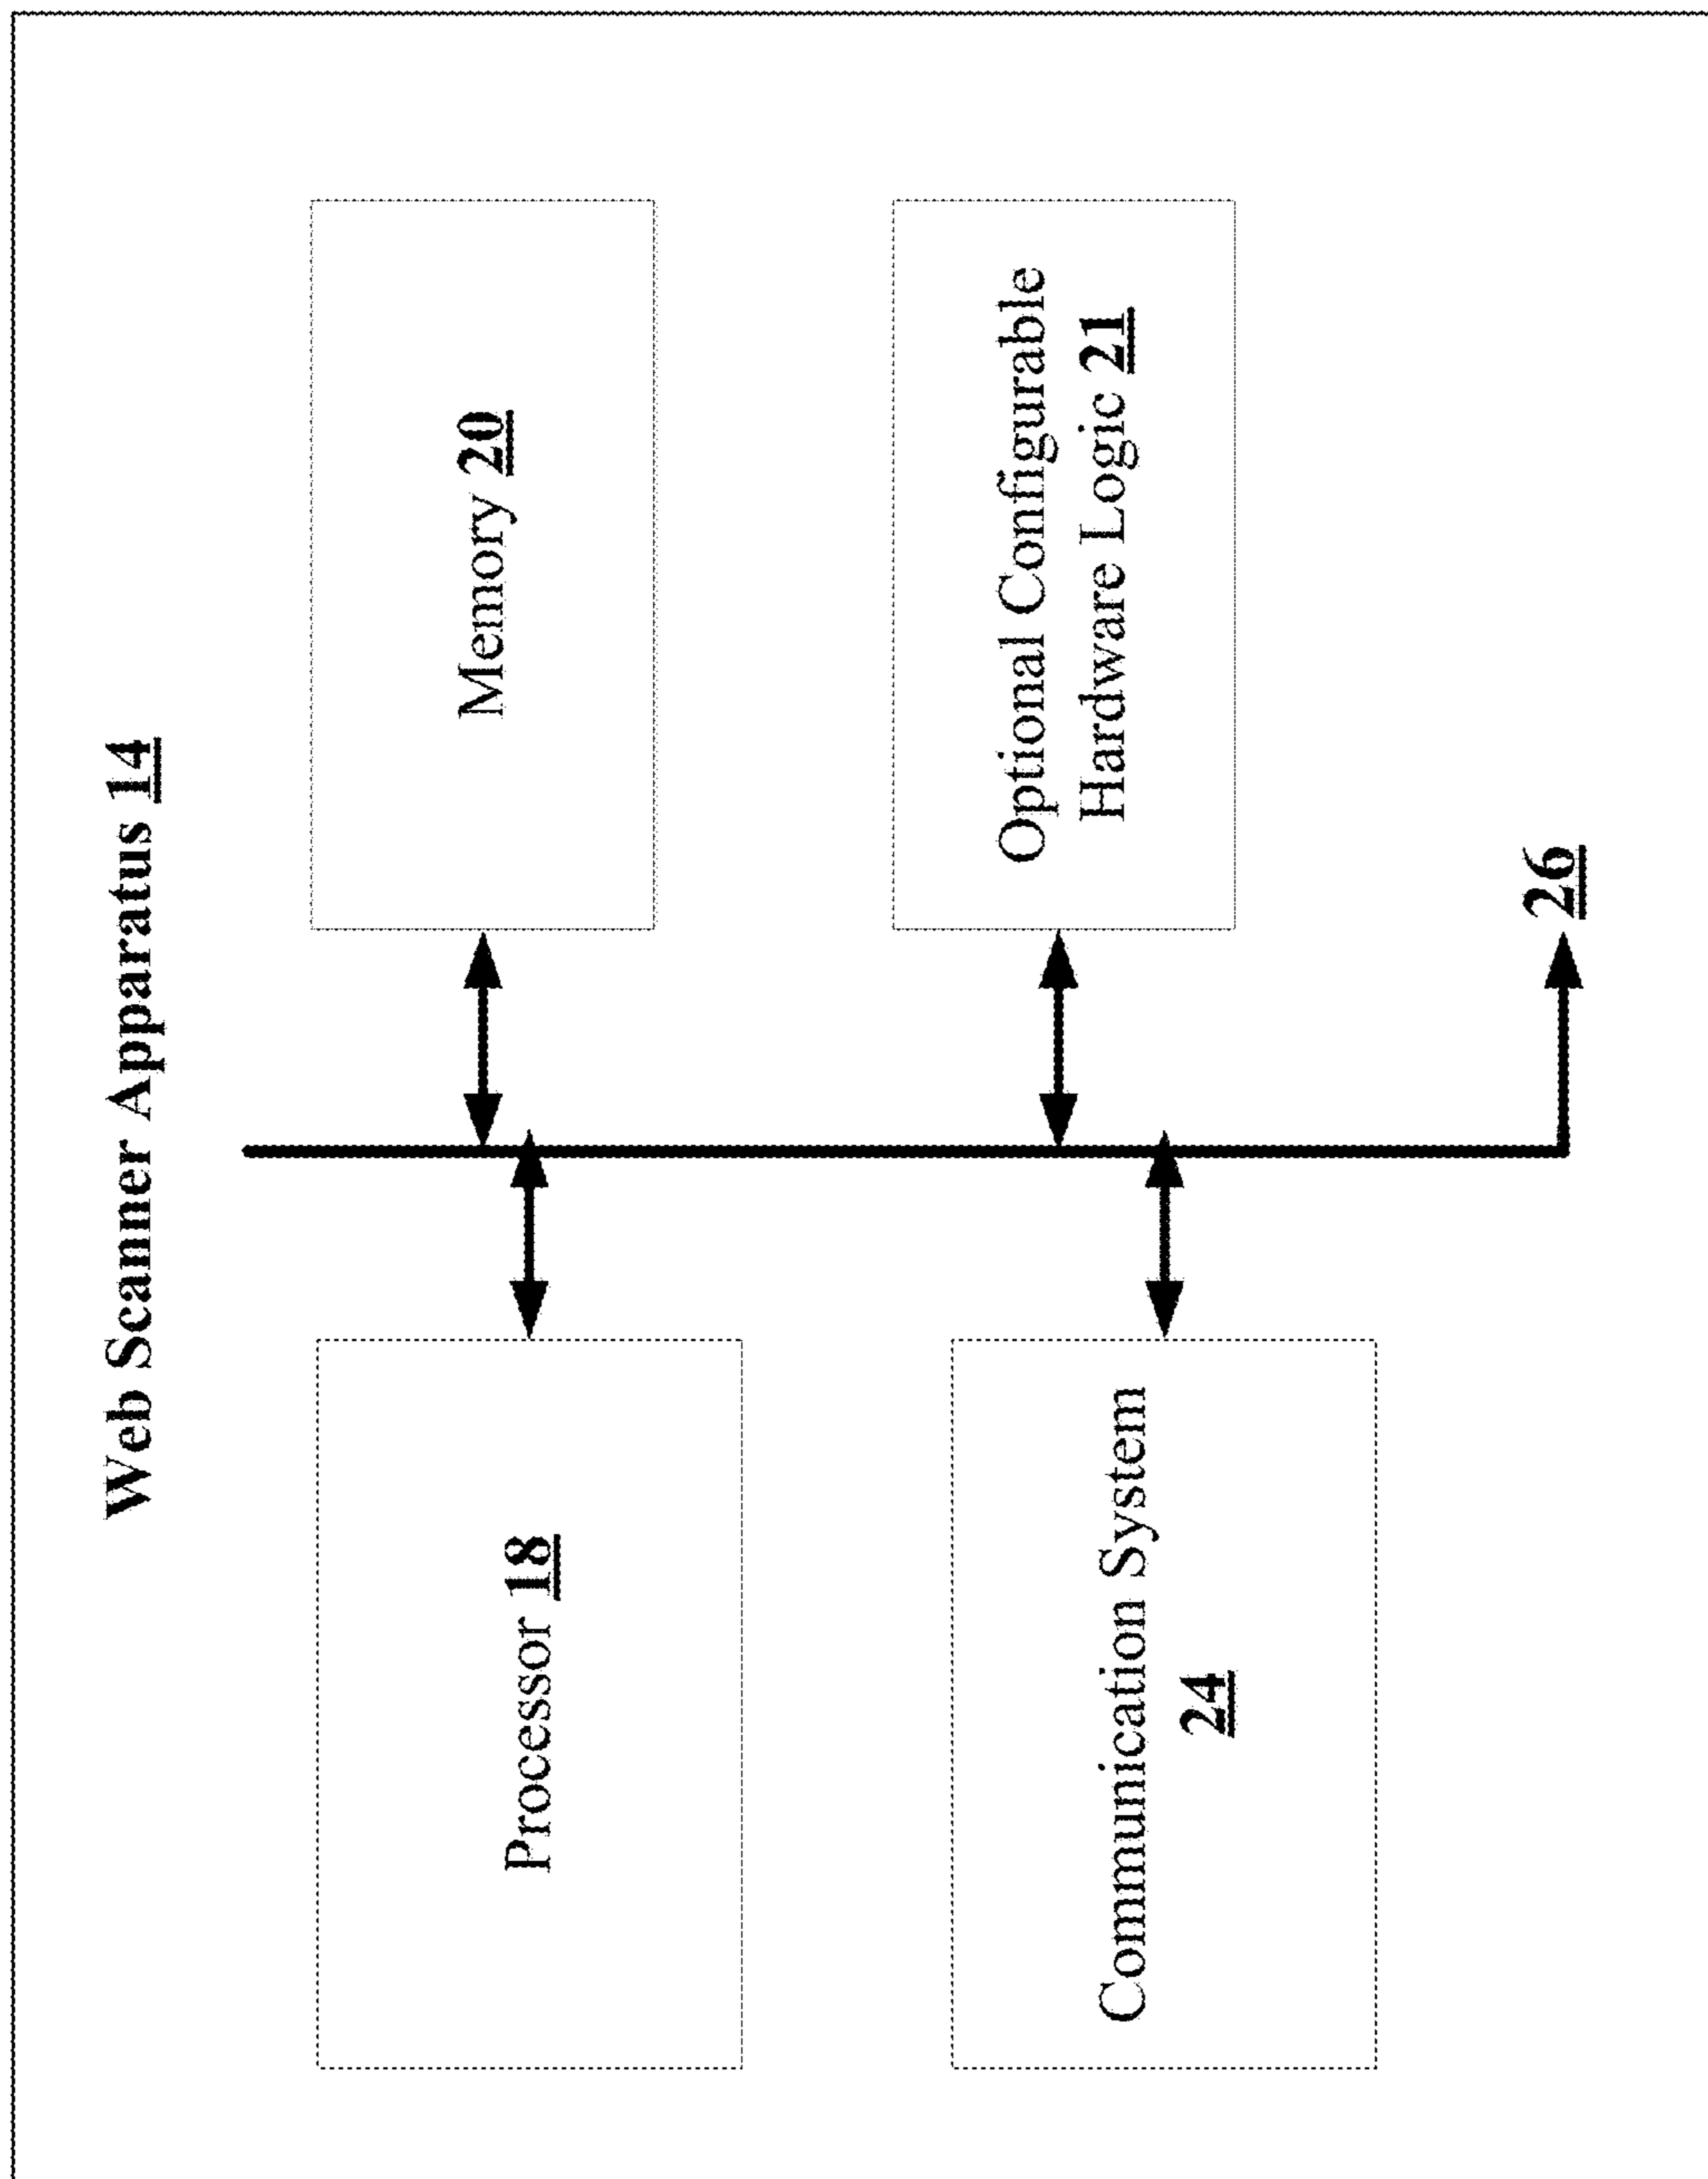 Web Scanner Apparatus 14
Processor 18
Memory 20
Communication System
24
Optional Configurable
Hardware Logic 21
26